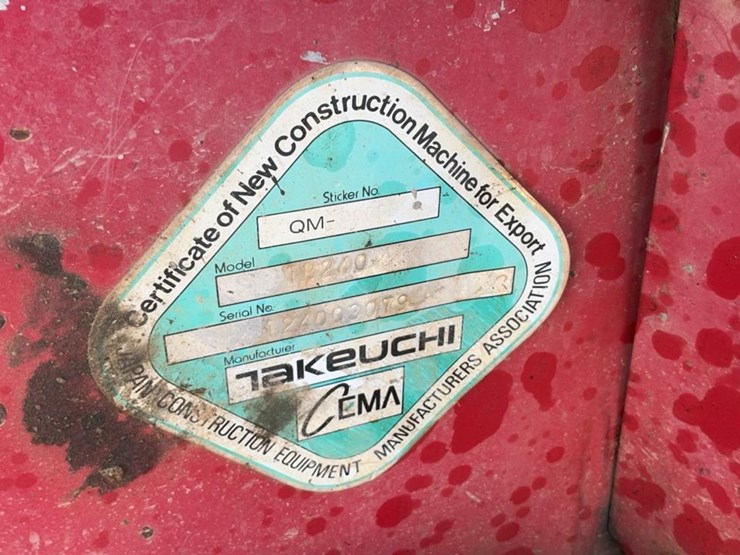 Certificate of New Construction Machine for Export
Sticker No.
QM-
Model
Serial No.
Manufacturer
TAKEUCHI
CEMA
JAPAN CONSTRUCTION EQUIPMENT MANUFACTURERS ASSOCIATION